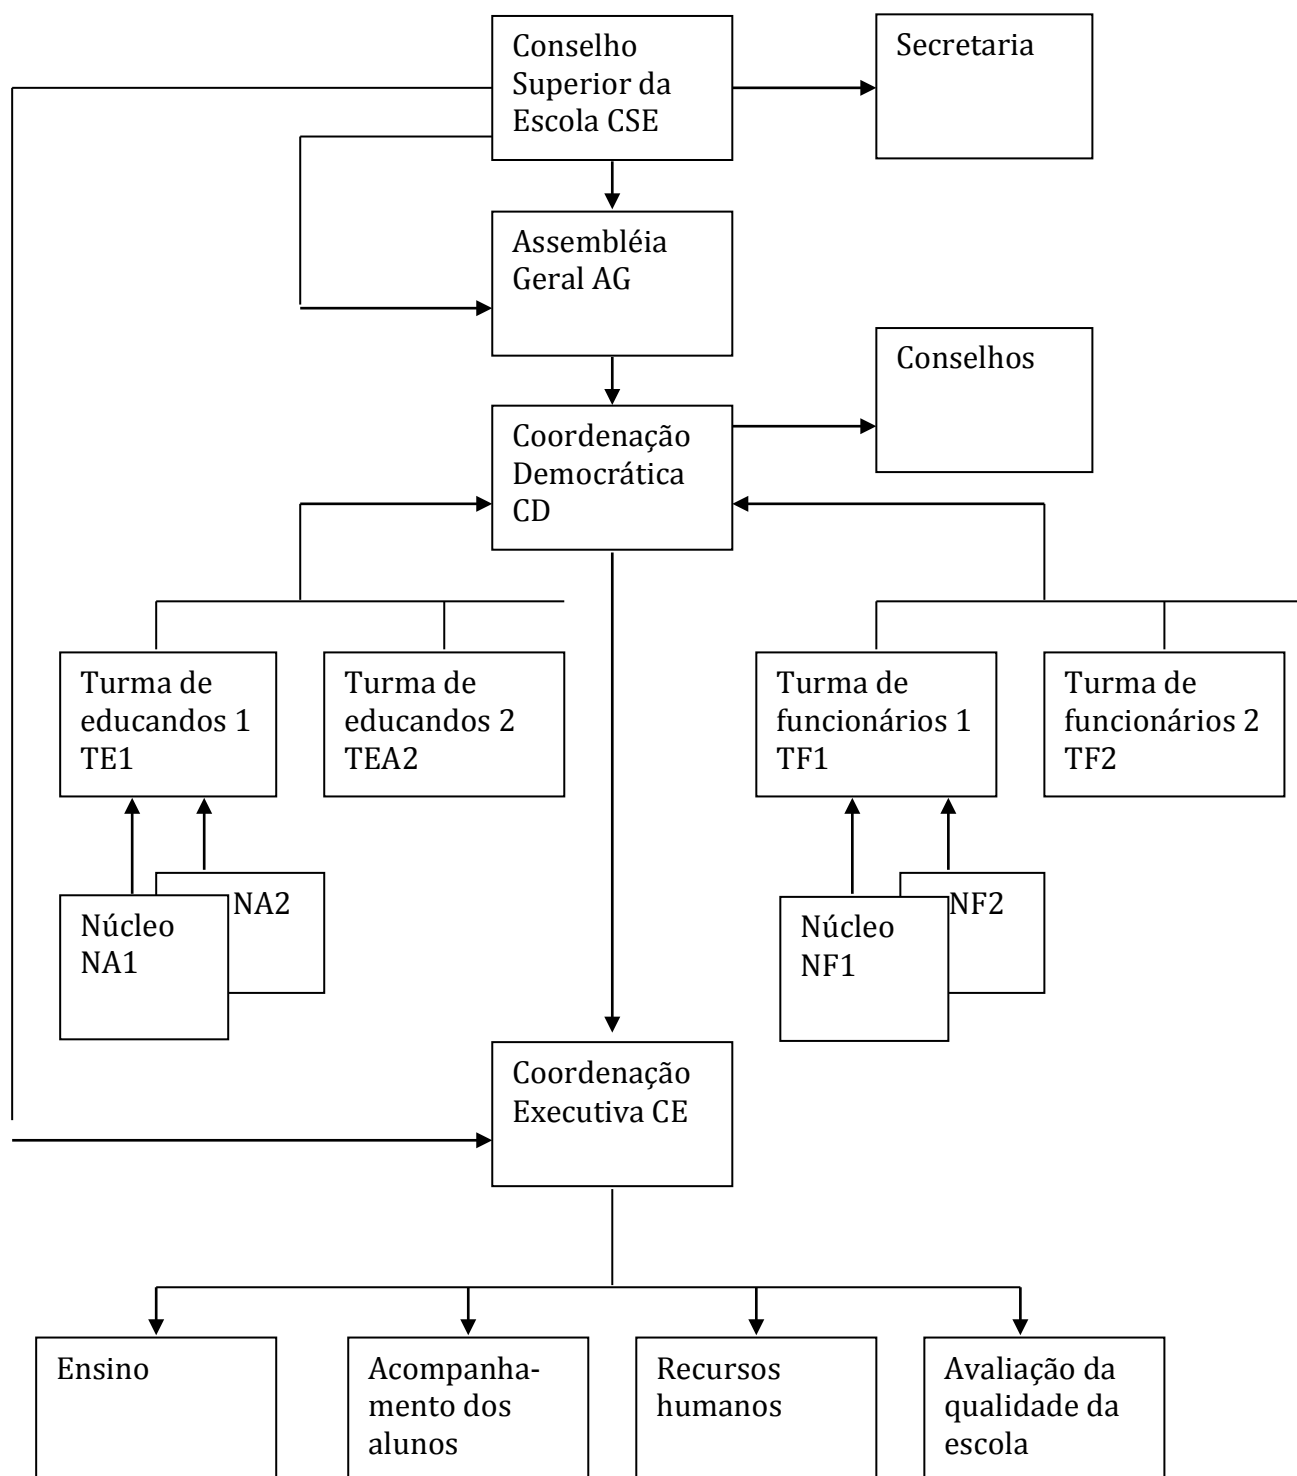 Conselho
Superior da
Escola CSE
Secretaria
Assembléia
Geral AG
Conselhos
Coordenação
Democrática
CD
Turma de
educandos 1
TE1
Turma de
educandos 2
TEA2
Turma de
funcionários 1
TF1
Turma de
funcionários 2
TF2
NA2
Núcleo
NA1
NF2
Núcleo
NF1
Coordenação
Executiva CE
Ensino
Acompanha-
mento dos
alunos
Recursos
humanos
Avaliação da
qualidade da
escola